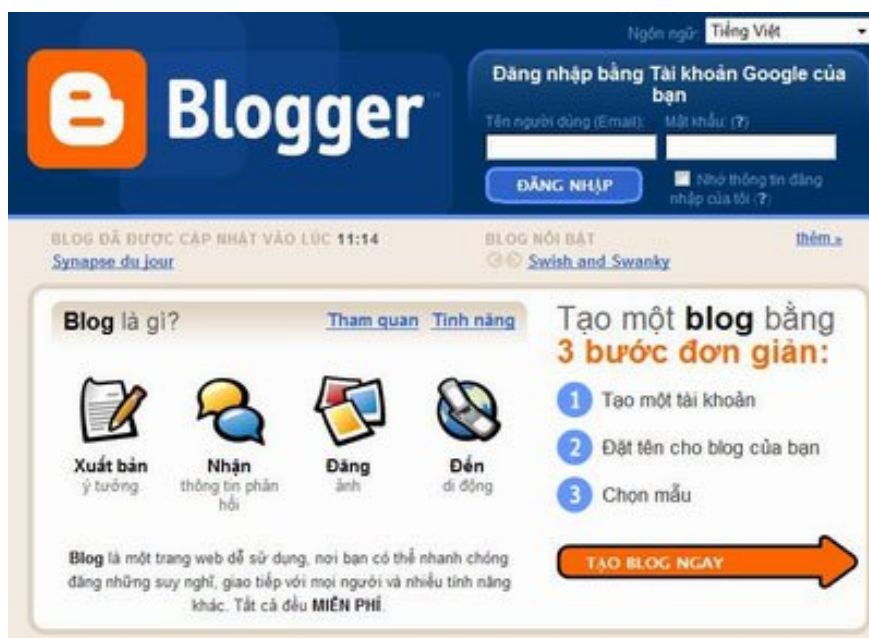 Ngôn ngữ: Tiếng Việt
Blogger™
Đăng nhập bằng Tài khoản Google của
bạn
Tên người dùng (Email):
Mật khẩu: (?)
ĐĂNG NHẬP
Nhớ thông tin đăng
nhập của tôi (?)
BLOG ĐÃ ĐƯỢC CẬP NHẬT VÀO LÚC 11:14
Synapse du jour
BLOG NỔI BẬT
thêm »
Swish and Swanky
Blog là gì?
Tham quan
Tính năng
Xuất bản
ý tưởng
Nhận
thông tin phản
hồi
Đăng
ảnh
Đến
di động
Blog là một trang web dễ sử dụng, nơi bạn có thể nhanh chóng
đăng những suy nghĩ, giao tiếp với mọi người và nhiều tính năng
khác. Tất cả đều MIỄN PHÍ.
Tạo một blog bằng
3 bước đơn giản:
1 Tạo một tài khoản
2 Đặt tên cho blog của bạn
3 Chọn mẫu
TẠO BLOG NGAY